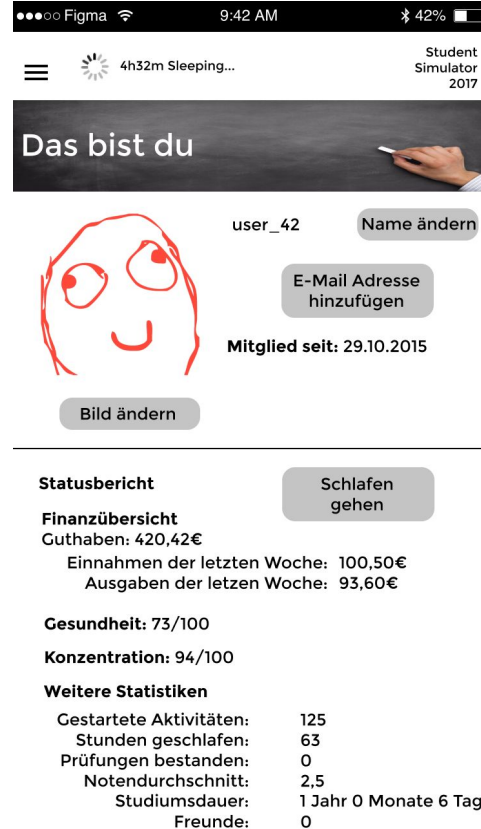 Figma 9:42 AM 42%
4h32m Sleeping...
Student
Simulator
2017
Das bist du
user_42
Name ändern
E-Mail Adresse
hinzufügen
Mitglied seit: 29.10.2015
Bild ändern
Statusbericht
Schlafen
gehen
Finanzübersicht
Guthaben: 420,42€
Einnahmen der letzten Woche: 100,50€
Ausgaben der letzen Woche: 93,60€
Gesundheit: 73/100
Konzentration: 94/100
Weitere Statistiken
Gestartete Aktivitäten: 125
Stunden geschlafen: 63
Prüfungen bestanden: 0
Notendurchschnitt: 2,5
Studiumsdauer: 1 Jahr 0 Monate 6 Tag
Freunde: 0